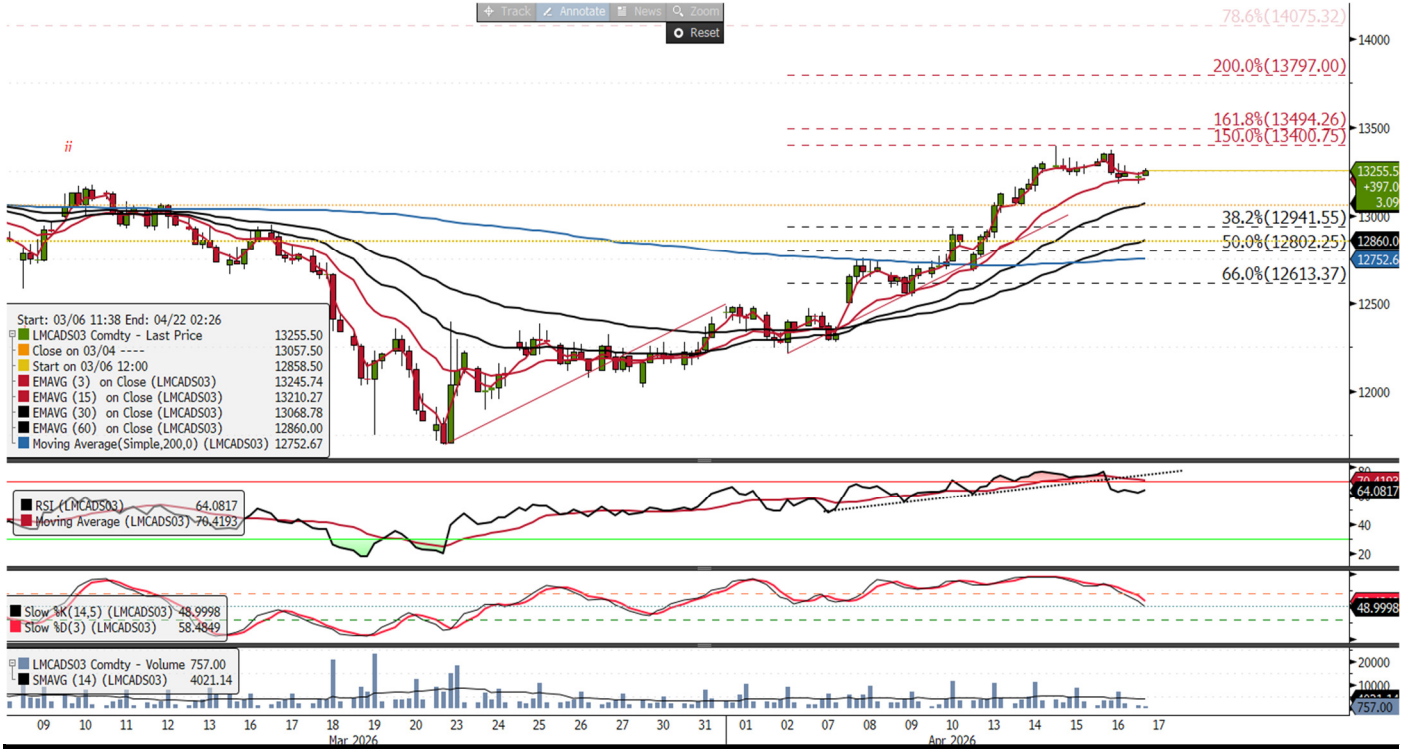 Track Annotate News Zoom
Reset
78.6%(14075.32)
14000
200.0%(13797.00)
161.8%(13494.26)
13500
150.0%(13400.75)
ii
13255.5
+397.0
3.09
13000
38.2%(12941.55)
12860.0
50.0%(12802.25)
12752.6
66.0%(12613.37)
12500
12000
Start: 03/06 11:38 End: 04/22 02:26
LMCADS03 Comdty - Last Price 13255.50
Close on 03/04 ---- 13057.50
Start on 03/06 12:00 12858.50
EMAVG (3) on Close (LMCADS03) 13245.74
EMAVG (15) on Close (LMCADS03) 13210.27
EMAVG (30) on Close (LMCADS03) 13068.78
EMAVG (60) on Close (LMCADS03) 12860.00
Moving Average(Simple,200,0) (LMCADS03) 12752.67
80
70.4193
64.0817
40
20
RSI (LMCADS03) 64.0817
Moving Average (LMCADS03) 70.4193
48.9998
Slow %K(14,5) (LMCADS03) 48.9998
Slow %D(3) (LMCADS03) 58.4849
LMCADS03 Comdty - Volume 757.00
SMAVG (14) (LMCADS03) 4021.14
20000
10000
4021.14
757.00
09 10 11 12 13 16 17 18 19 20 23 24 25 26 27 30 31 01 02 07 08 09 10 13 14 15 16 17
Mar 2026 Apr 2026